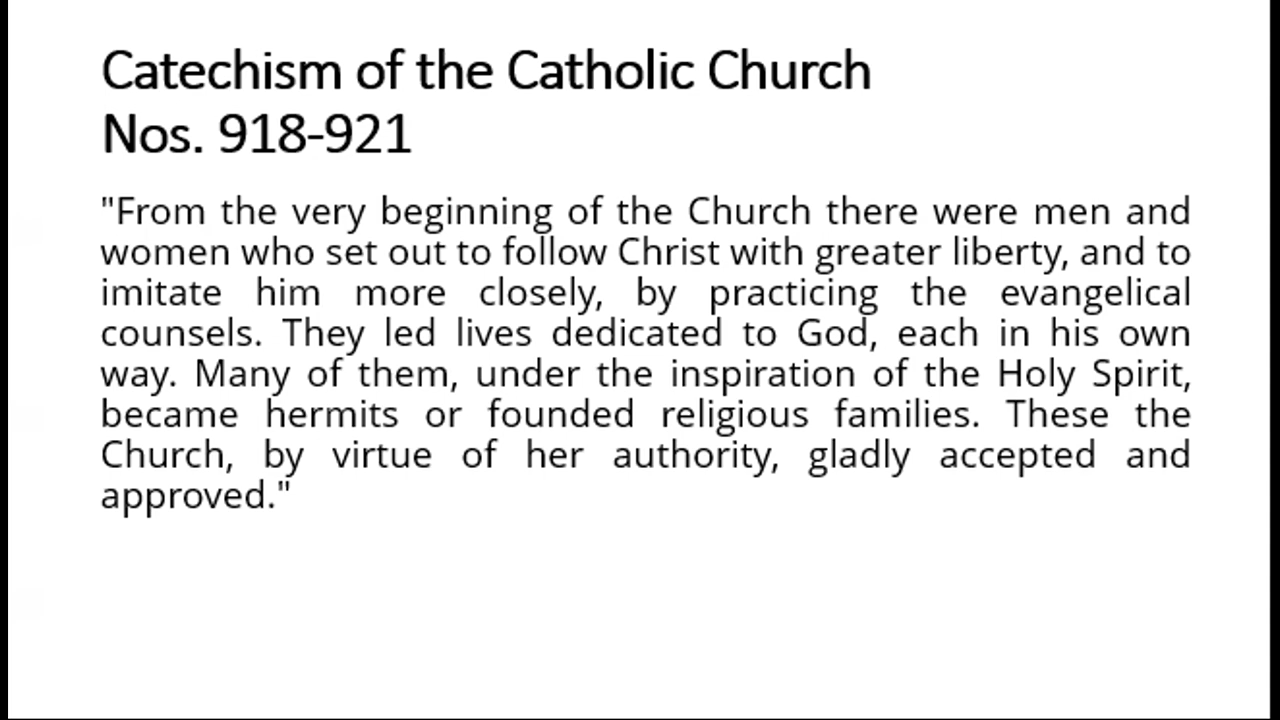 Catechism of the Catholic Church
Nos. 918-921
"From the very beginning of the Church there were men and
women who set out to follow Christ with greater liberty, and to
imitate him more closely, by practicing the evangelical
counsels. They led lives dedicated to God, each in his own
way. Many of them, under the inspiration of the Holy Spirit,
became hermits or founded religious families. These the
Church, by virtue of her authority, gladly accepted and
approved."